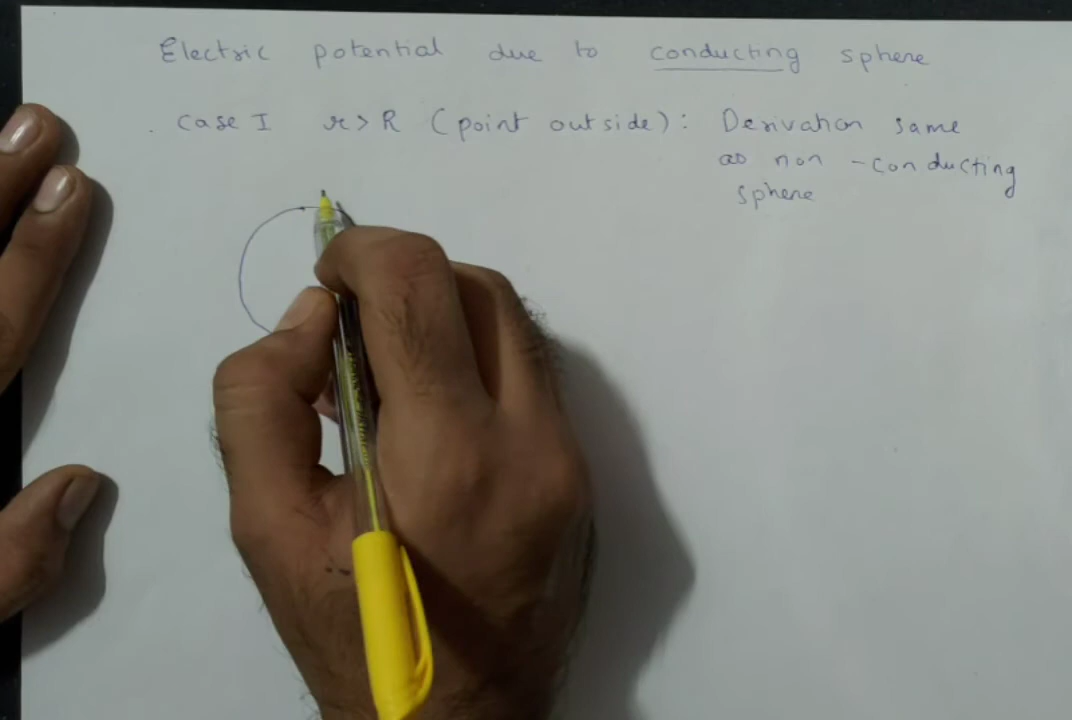 Electric potential due to conducting sphere
Case I r > R (point outside) : Derivation same
as non - conducting
sphere